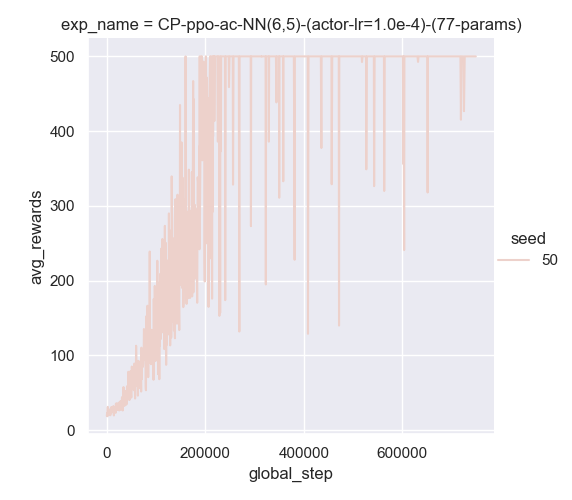 exp_name = CP-ppo-ac-NN(6,5)-(actor-lr=1.0e-4)-(77-params)
500
400
300
200
100
0
avg_rewards
0 200000 400000 600000
global_step
seed
50